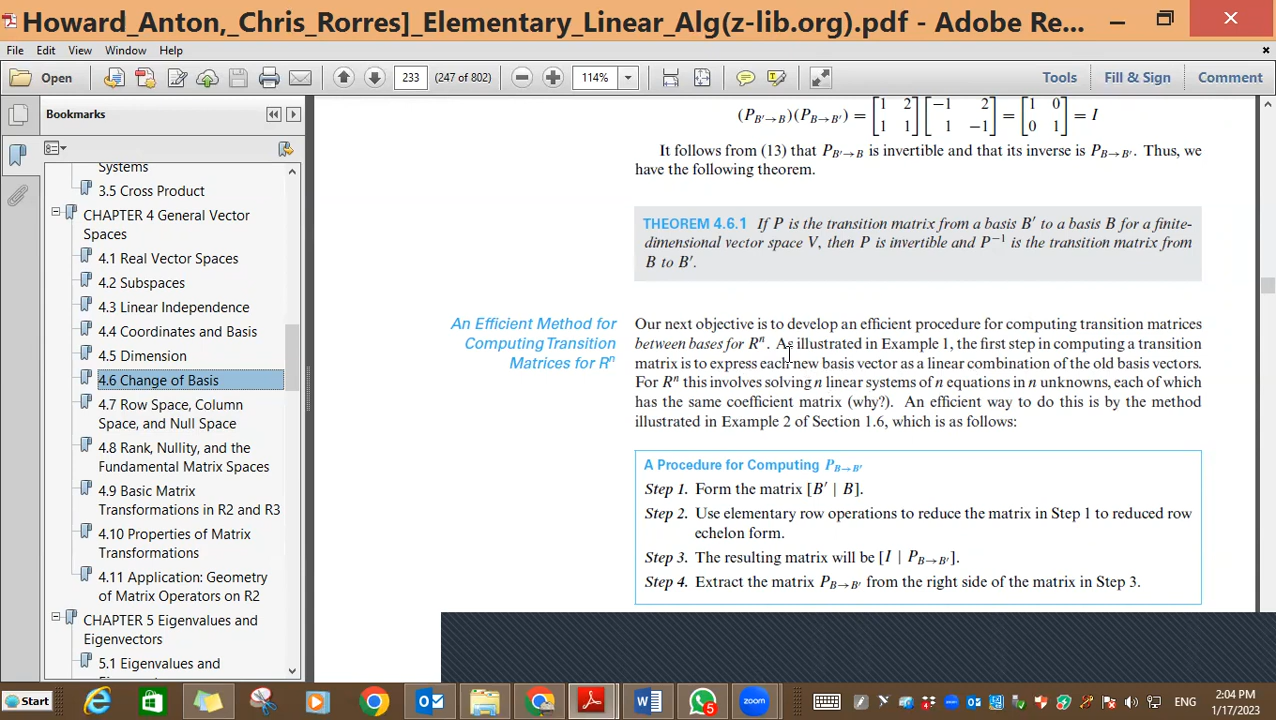 Howard_Anton,_Chris_Rorres]_Elementary_Linear_Alg(z-lib.org).pdf - Adobe Re...
File Edit View Window Help
Open 233 (247 of 802) 114% Tools Fill & Sign Comment
Bookmarks
Systems
3.5 Cross Product
CHAPTER 4 General Vector
Spaces
4.1 Real Vector Spaces
4.2 Subspaces
4.3 Linear Independence
4.4 Coordinates and Basis
4.5 Dimension
4.6 Change of Basis
4.7 Row Space, Column
Space, and Null Space
4.8 Rank, Nullity, and the
Fundamental Matrix Spaces
4.9 Basic Matrix
Transformations in R2 and R3
4.10 Properties of Matrix
Transformations
4.11 Application: Geometry
of Matrix Operators on R2
CHAPTER 5 Eigenvalues and
Eigenvectors
5.1 Eigenvalues and
(P_{B′→B})(P_{B→B′}) = [1 2; 1 1] [−1 2; 1 −1] = [1 0; 0 1] = I
It follows from (13) that P_{B′→B} is invertible and that its inverse is P_{B→B′}. Thus, we
have the following theorem.
THEOREM 4.6.1 If P is the transition matrix from a basis B′ to a basis B for a finite-
dimensional vector space V, then P is invertible and P⁻¹ is the transition matrix from
B to B′.
An Efficient Method for
Computing Transition
Matrices for Rⁿ
Our next objective is to develop an efficient procedure for computing transition matrices
between bases for Rⁿ. As illustrated in Example 1, the first step in computing a transition
matrix is to express each new basis vector as a linear combination of the old basis vectors.
For Rⁿ this involves solving n linear systems of n equations in n unknowns, each of which
has the same coefficient matrix (why?). An efficient way to do this is by the method
illustrated in Example 2 of Section 1.6, which is as follows:
A Procedure for Computing P_{B→B′}
Step 1. Form the matrix [B′ | B].
Step 2. Use elementary row operations to reduce the matrix in Step 1 to reduced row
echelon form.
Step 3. The resulting matrix will be [I | P_{B→B′}].
Step 4. Extract the matrix P_{B→B′} from the right side of the matrix in Step 3.
Start
zoom
5
ENG
2:04 PM
1/17/2023